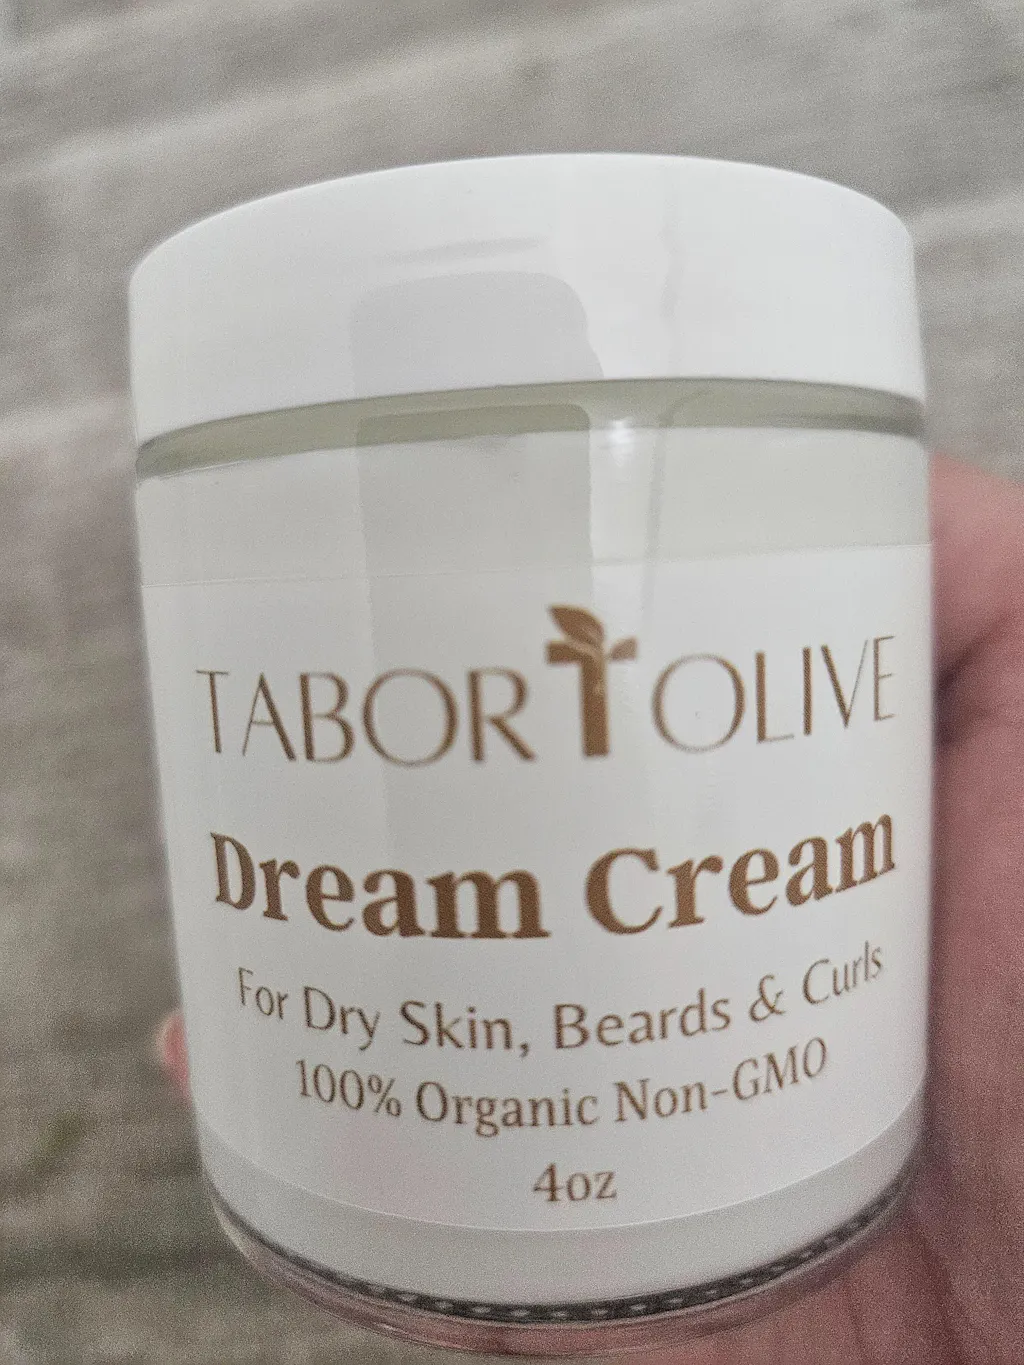 TABOR OLIVE
Dream Cream
For Dry Skin, Beards & Curls
100% Organic Non-GMO
4oz